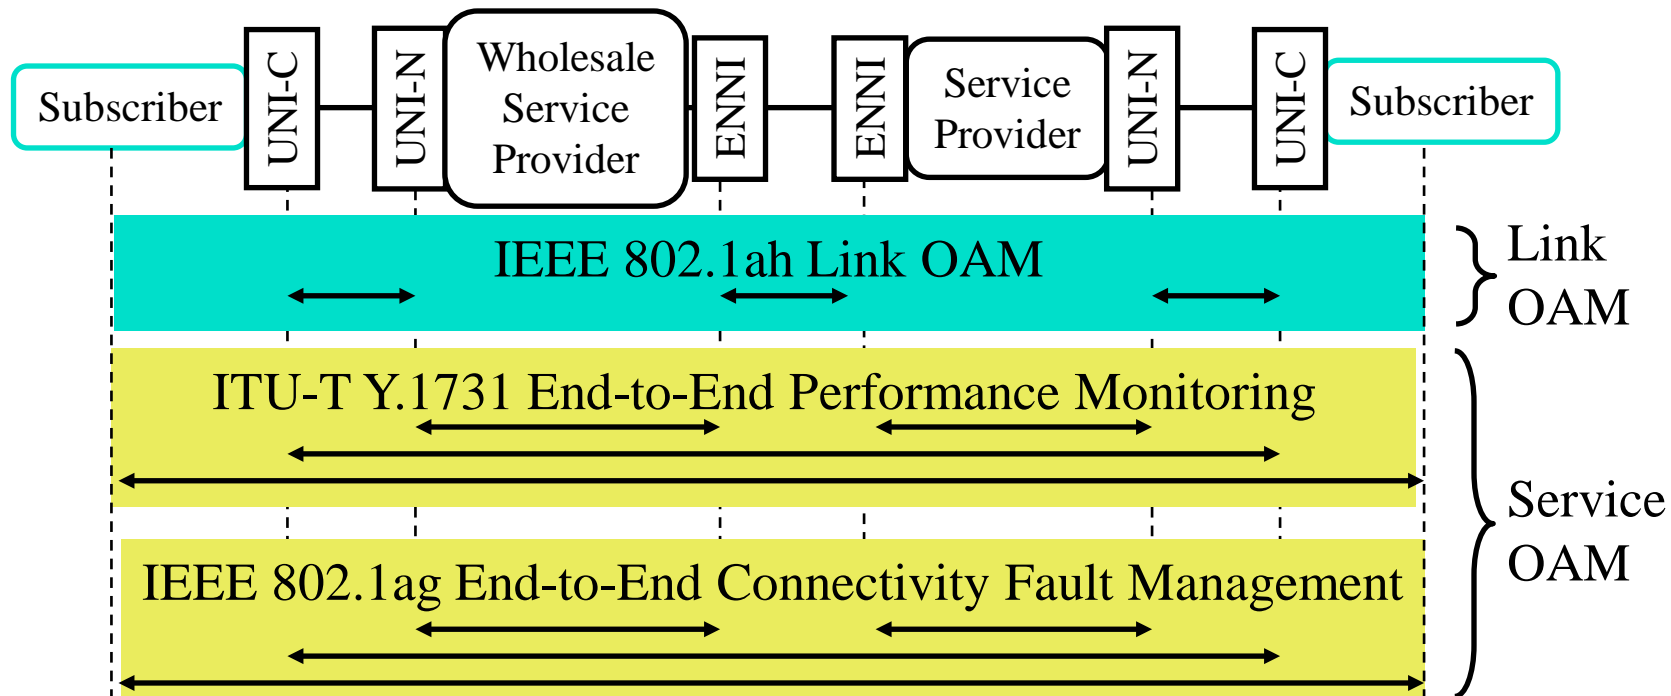 Subscriber
UNI-C
UNI-N
Wholesale
Service
Provider
ENNI
ENNI
Service
Provider
UNI-N
UNI-C
Subscriber
IEEE 802.1ah Link OAM
Link
OAM
ITU-T Y.1731 End-to-End Performance Monitoring
IEEE 802.1ag End-to-End Connectivity Fault Management
Service
OAM